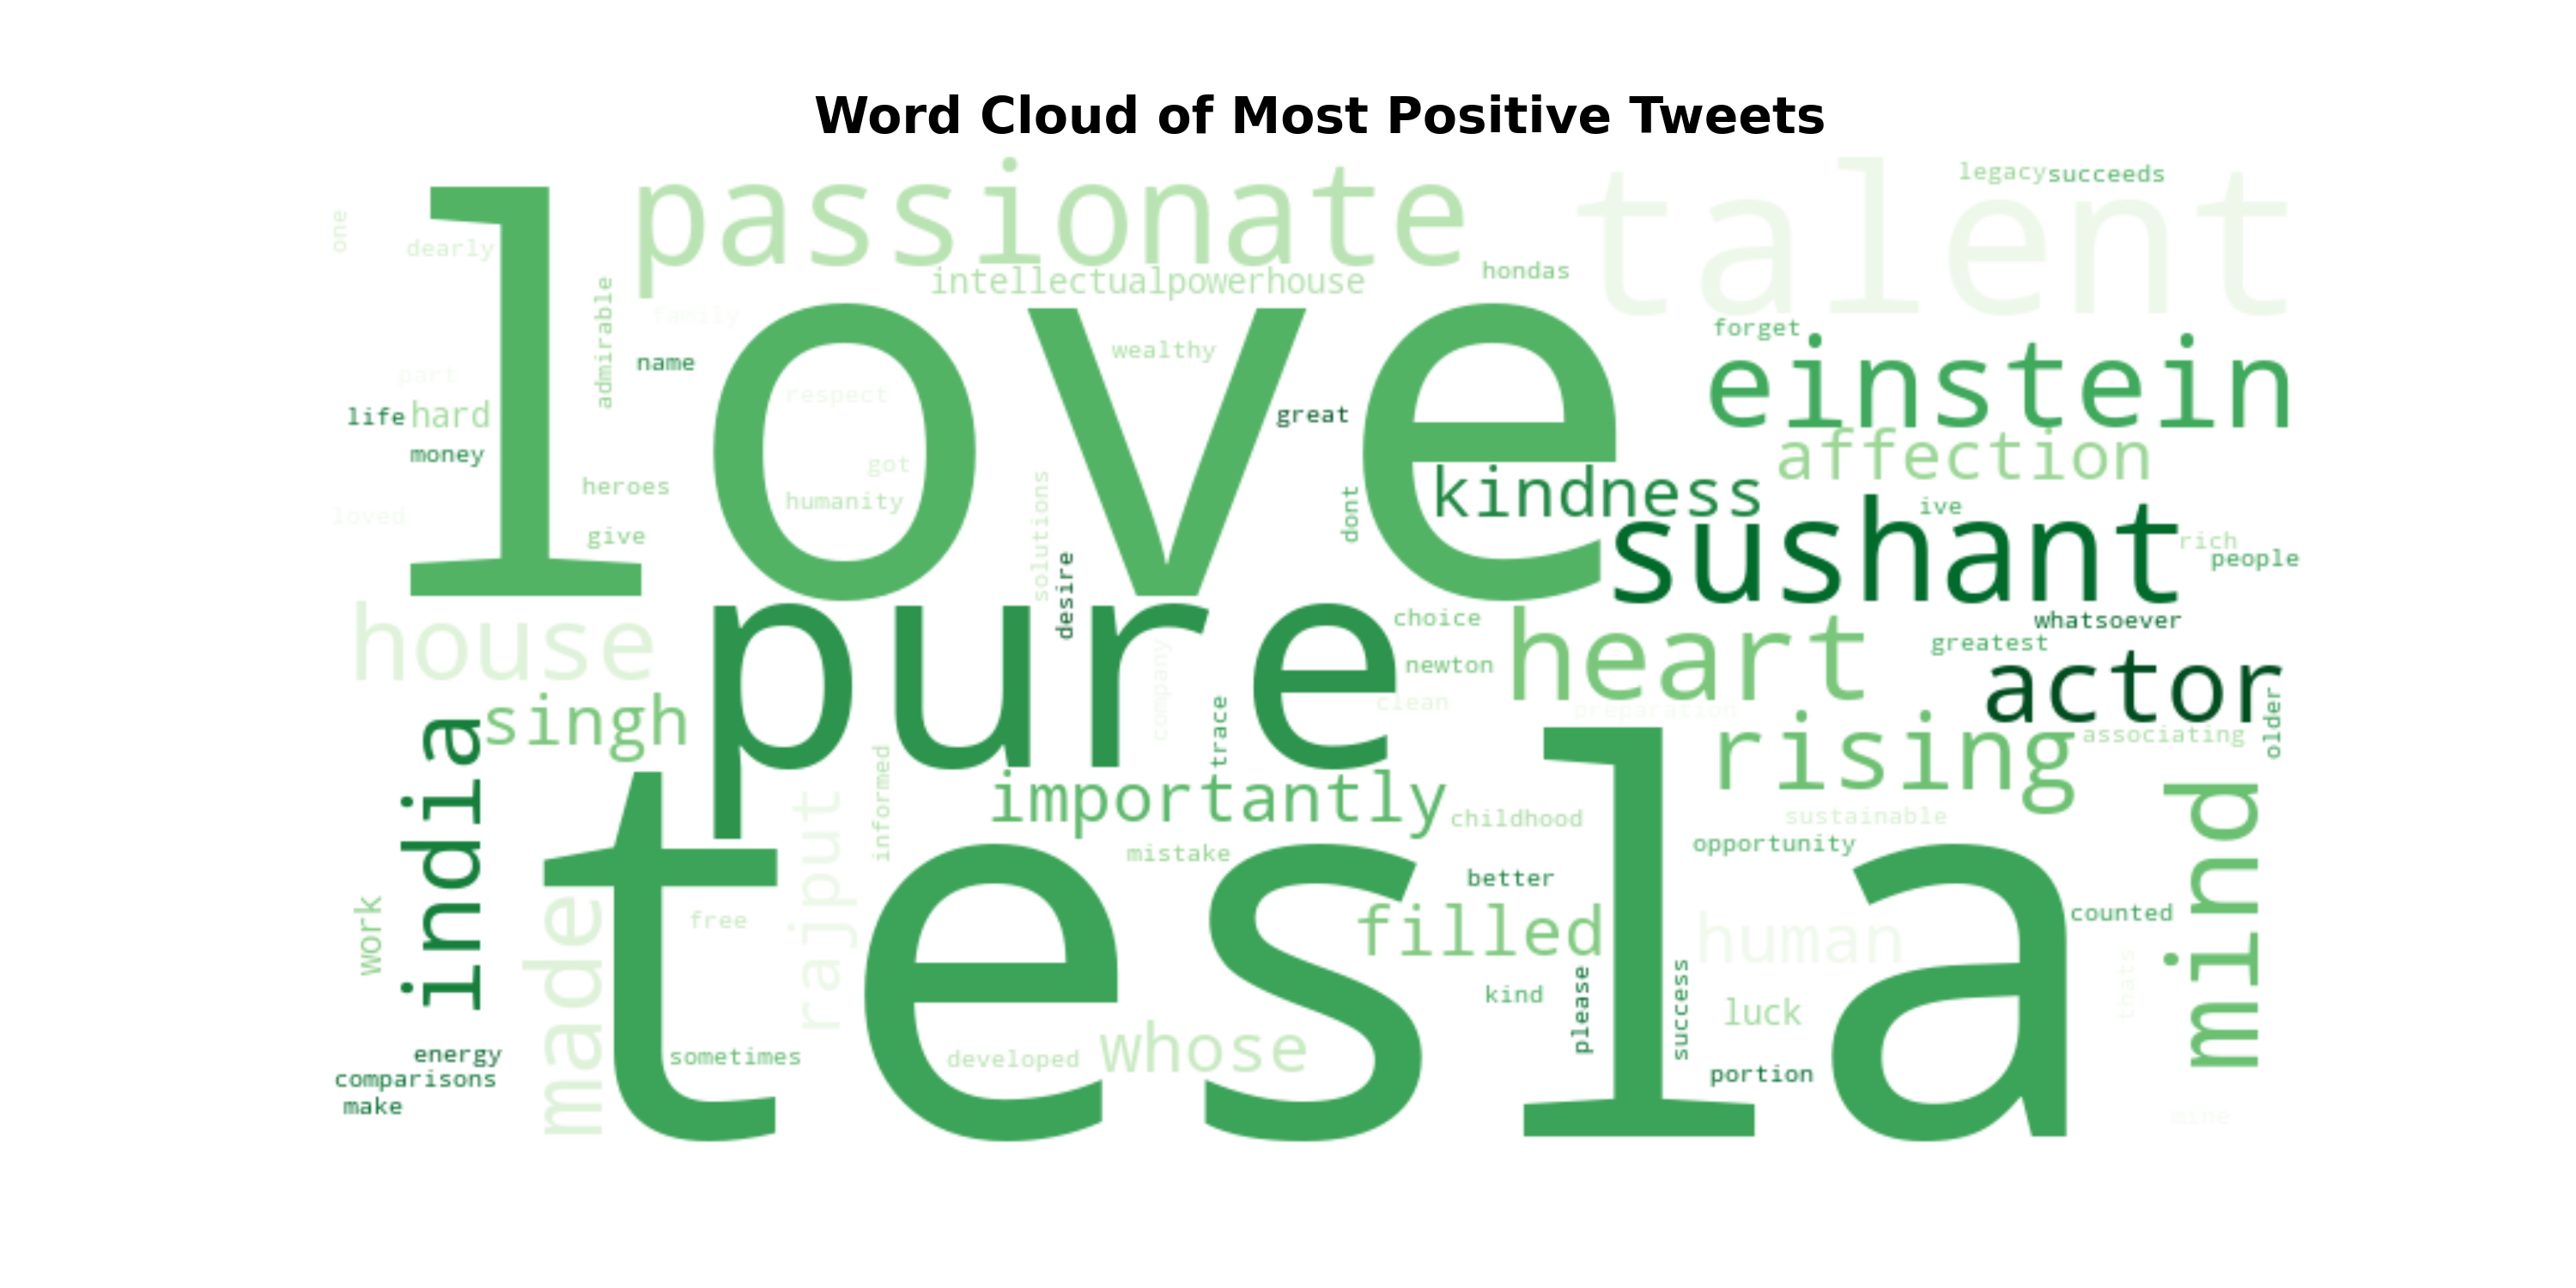 Word Cloud of Most Positive Tweets
legacy
succeeds
passionate
talent
one
dearly
love
intellectualpowerhouse
hondas
admirable
family
forget
name
wealthy
einstein
part
respect
life
hard
great
money
affection
got
kindness
heroes
humanity
solutions
dont
ive
sushant
loved
give
rich
people
desire
house
pure
choice
heart
whatsoever
greatest
newton
actor
company
clean
preparation
older
singh
trace
rising
associating
india
informed
tesla
importantly
mind
rajput
childhood
sustainable
opportunity
mistake
better
made
work
free
filled
human
counted
thats
kind
please
success
luck
energy
sometimes
developed
whose
comparisons
portion
make
mine